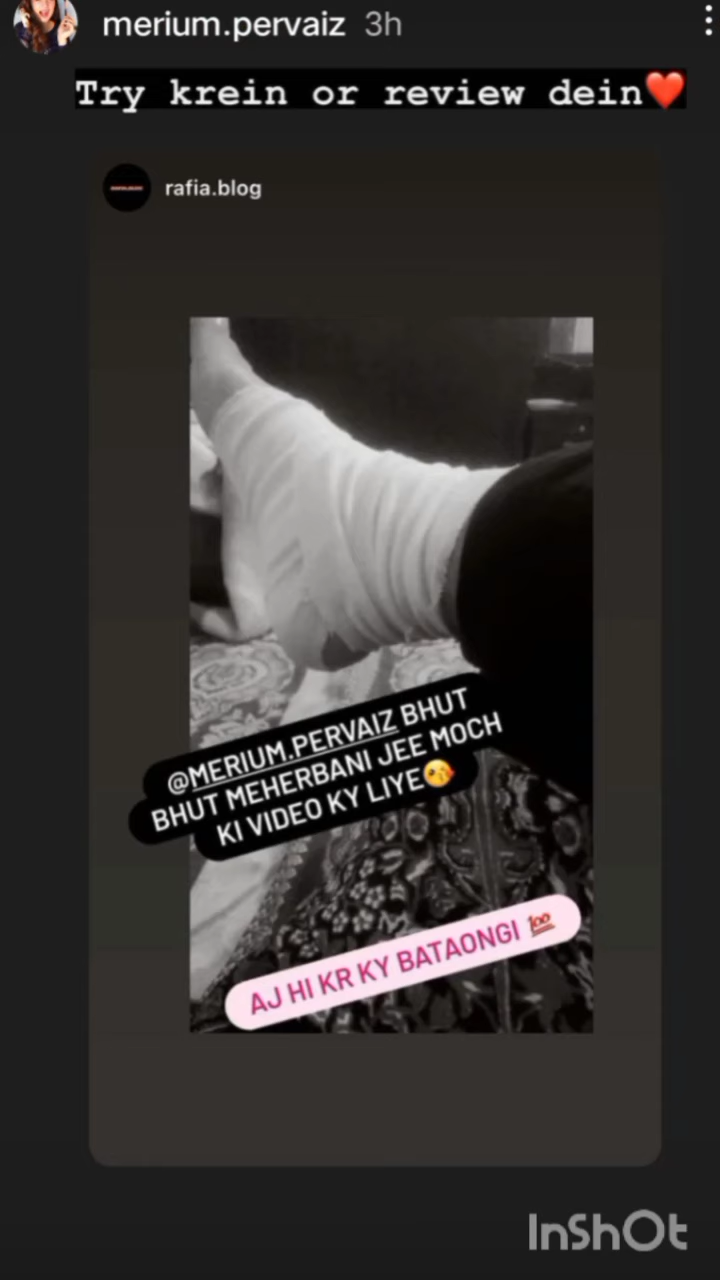 merium.pervaiz 3h
Try krein or review dein❤️
rafia.blog
@MERIUM.PERVAIZ BHUT
BHUT MEHERBANI JEE MOCH
KI VIDEO KY LIYE😘
AJ HI KR KY BATAONGI 💯
InShOt